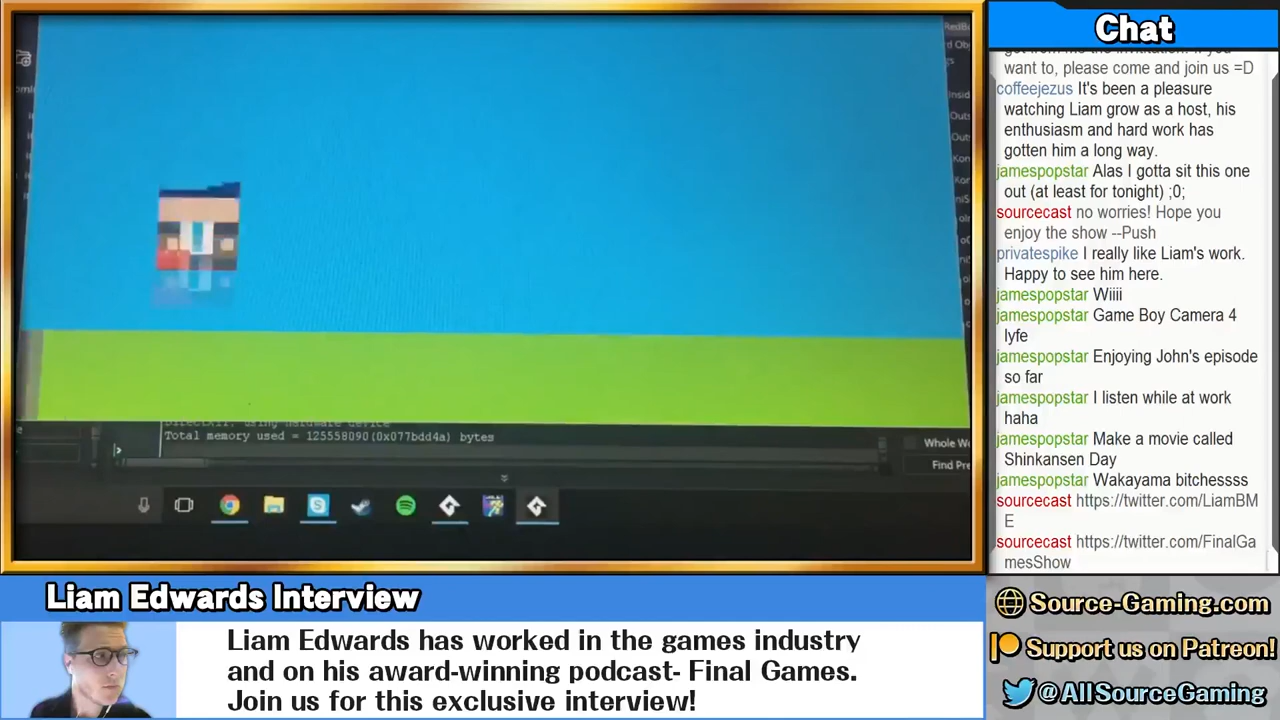 Chat
want to, please come and join us =D
coffeejezus It's been a pleasure
watching Liam grow as a host, his
enthusiasm and hard work has
gotten him a long way.
jamespopstar Alas I gotta sit this one
out (at least for tonight) ;0;
sourcecast no worries! Hope you
enjoy the show --Push
privatespike I really like Liam's work.
Happy to see him here.
jamespopstar Wiiii
jamespopstar Game Boy Camera 4
lyfe
jamespopstar Enjoying John's episode
so far
jamespopstar I listen while at work
haha
jamespopstar Make a movie called
Shinkansen Day
jamespopstar Wakayama bitchessss
sourcecast https://twitter.com/LiamBM
E
sourcecast https://twitter.com/FinalGa
mesShow
Total memory used = 125558090(0x077bdd4a) bytes
Whole Wo
Find Pre
Liam Edwards Interview
Liam Edwards has worked in the games industry
and on his award-winning podcast- Final Games.
Join us for this exclusive interview!
Source-Gaming.com
Support us on Patreon!
@AllSourceGaming